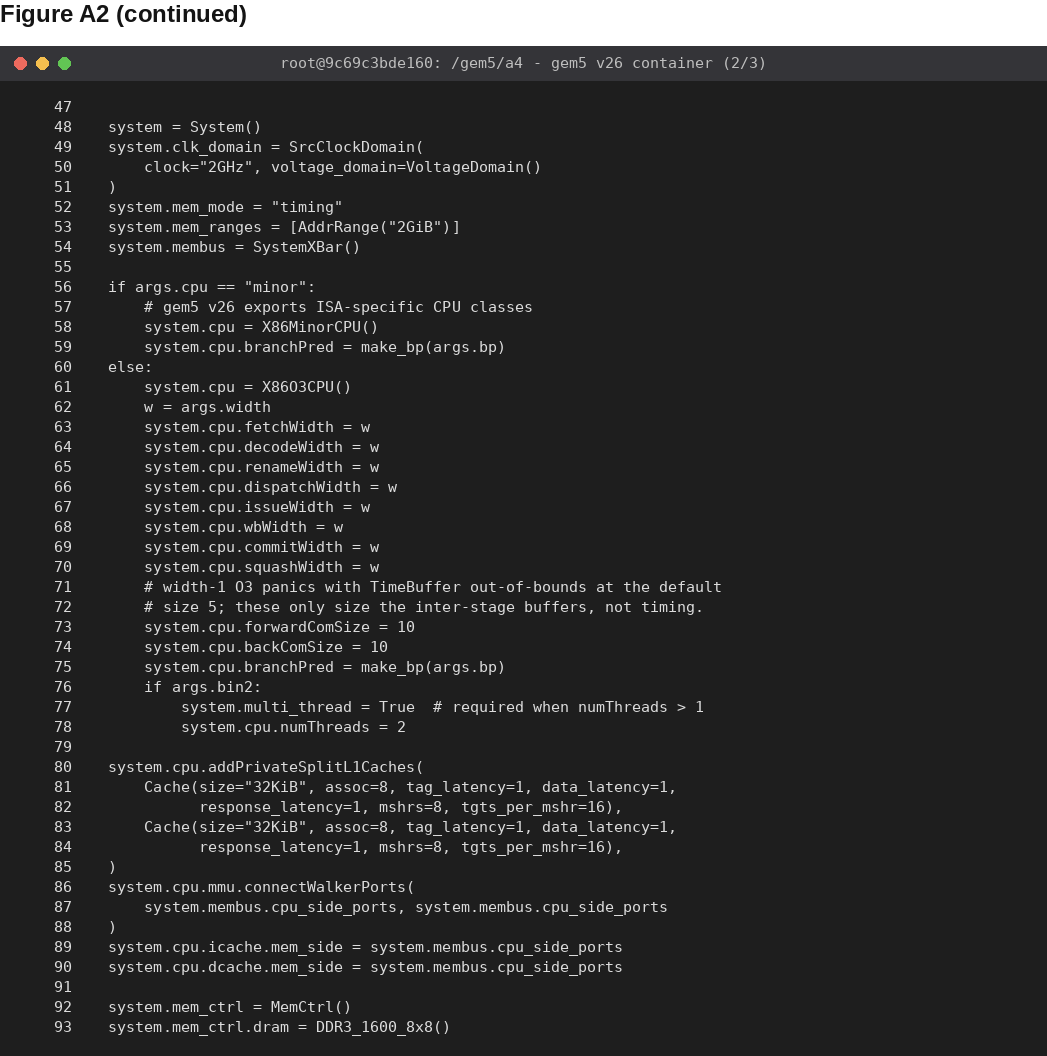 Figure A2 (continued)
root@9c69c3bde160: /gem5/a4 - gem5 v26 container (2/3)
47
48    system = System()
49    system.clk_domain = SrcClockDomain(
50        clock="2GHz", voltage_domain=VoltageDomain()
51    )
52    system.mem_mode = "timing"
53    system.mem_ranges = [AddrRange("2GiB")]
54    system.membus = SystemXBar()
55
56    if args.cpu == "minor":
57        # gem5 v26 exports ISA-specific CPU classes
58        system.cpu = X86MinorCPU()
59        system.cpu.branchPred = make_bp(args.bp)
60    else:
61        system.cpu = X86O3CPU()
62        w = args.width
63        system.cpu.fetchWidth = w
64        system.cpu.decodeWidth = w
65        system.cpu.renameWidth = w
66        system.cpu.dispatchWidth = w
67        system.cpu.issueWidth = w
68        system.cpu.wbWidth = w
69        system.cpu.commitWidth = w
70        system.cpu.squashWidth = w
71        # width-1 O3 panics with TimeBuffer out-of-bounds at the default
72        # size 5; these only size the inter-stage buffers, not timing.
73        system.cpu.forwardComSize = 10
74        system.cpu.backComSize = 10
75        system.cpu.branchPred = make_bp(args.bp)
76        if args.bin2:
77            system.multi_thread = True  # required when numThreads > 1
78            system.cpu.numThreads = 2
79
80    system.cpu.addPrivateSplitL1Caches(
81        Cache(size="32KiB", assoc=8, tag_latency=1, data_latency=1,
82              response_latency=1, mshrs=8, tgts_per_mshr=16),
83        Cache(size="32KiB", assoc=8, tag_latency=1, data_latency=1,
84              response_latency=1, mshrs=8, tgts_per_mshr=16),
85    )
86    system.cpu.mmu.connectWalkerPorts(
87        system.membus.cpu_side_ports, system.membus.cpu_side_ports
88    )
89    system.cpu.icache.mem_side = system.membus.cpu_side_ports
90    system.cpu.dcache.mem_side = system.membus.cpu_side_ports
91
92    system.mem_ctrl = MemCtrl()
93    system.mem_ctrl.dram = DDR3_1600_8x8()